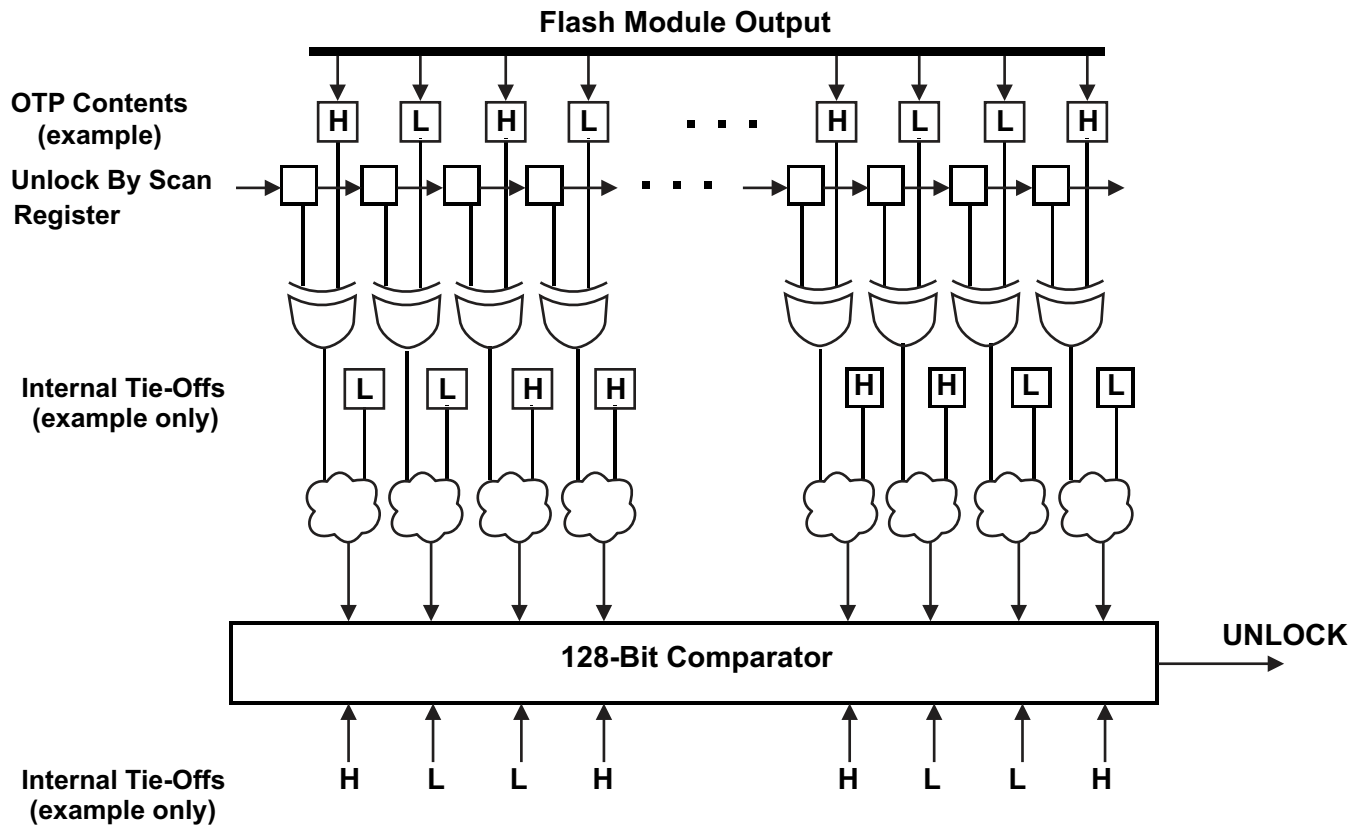 Flash Module Output
OTP Contents
(example)
H L H L . . . H L L H
Unlock By Scan
Register
. . .
Internal Tie-Offs
(example only)
L L H H H H L L
128-Bit Comparator
UNLOCK
Internal Tie-Offs
(example only)
H L L H H L L H